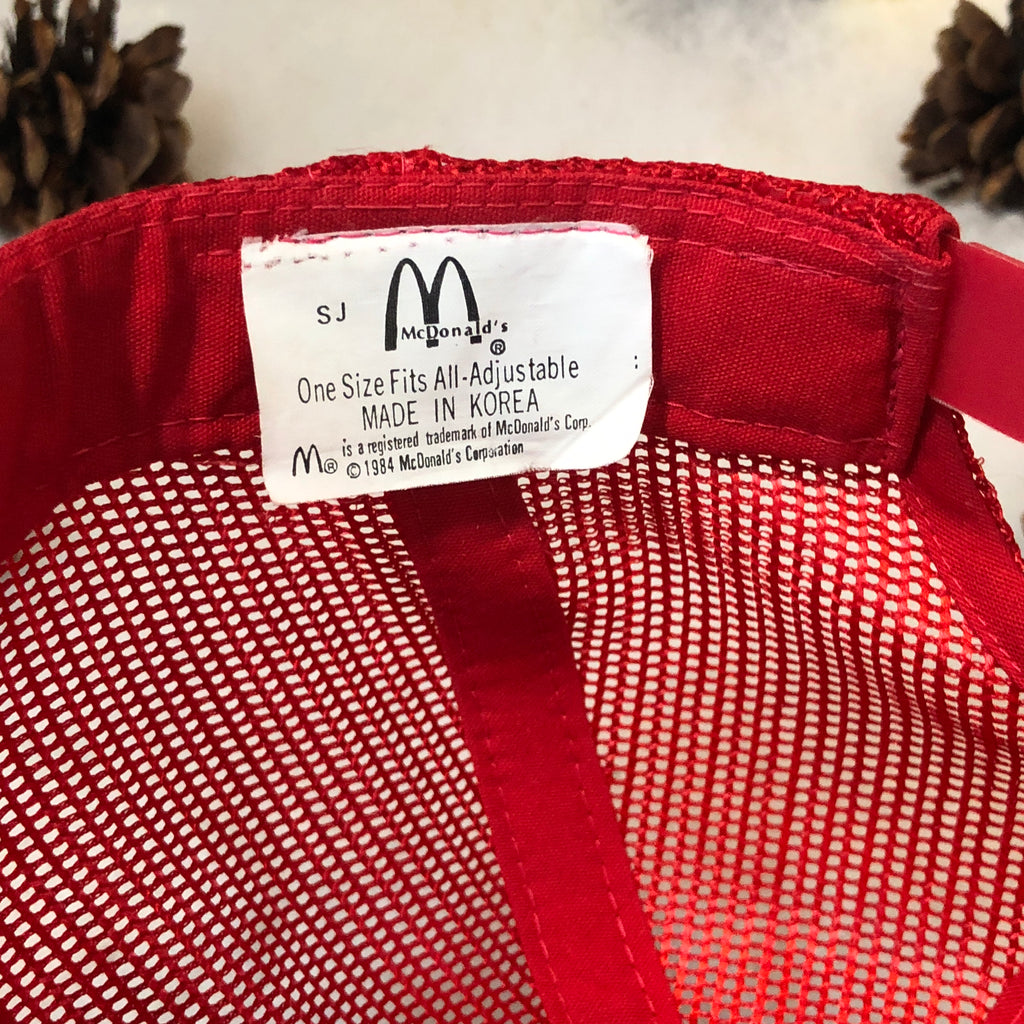 SJ
McDonald's
®
One Size Fits All-Adjustable :
MADE IN KOREA
is a registered trademark of McDonald's Corp.
M® © 1984 McDonald's Corporation